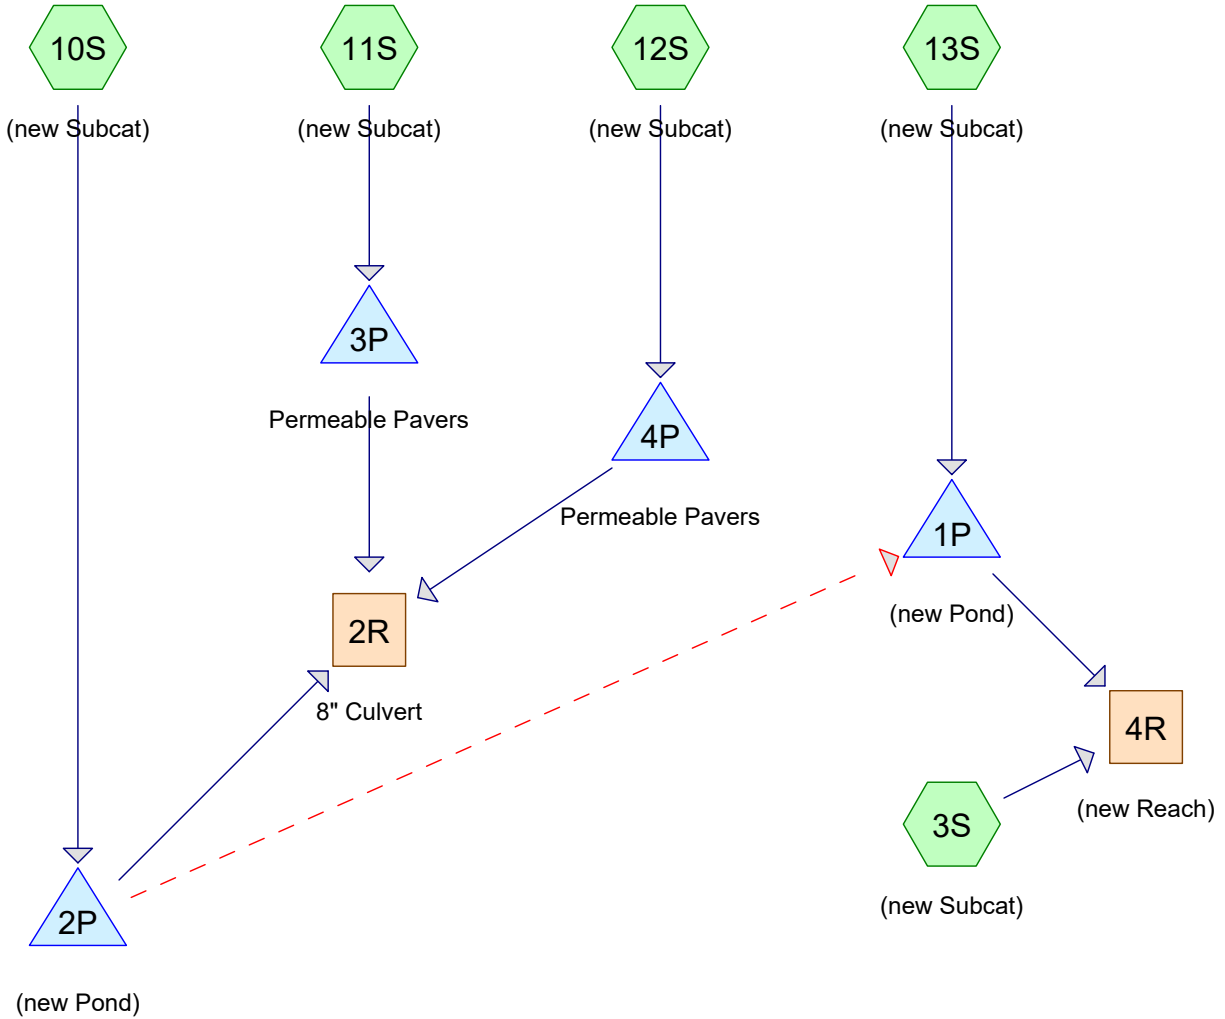 10S
11S
12S
13S
(new Subcat)
(new Subcat)
(new Subcat)
(new Subcat)
3P
Permeable Pavers
4P
Permeable Pavers
1P
(new Pond)
2R
8" Culvert
4R
(new Reach)
3S
(new Subcat)
2P
(new Pond)